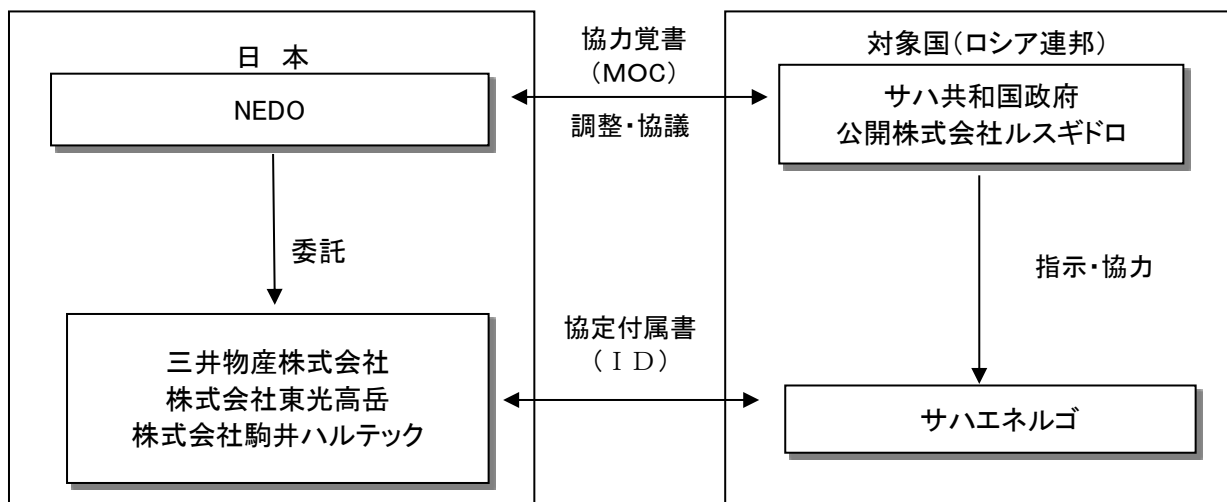 日 本
NEDO
委託
三井物産株式会社
株式会社東光高岳
株式会社駒井ハルテック
協力覚書
(MOC)
調整・協議
協定付属書
(ＩＤ)
対象国(ロシア連邦)
サハ共和国政府
公開株式会社ルスギドロ
指示・協力
サハエネルゴ